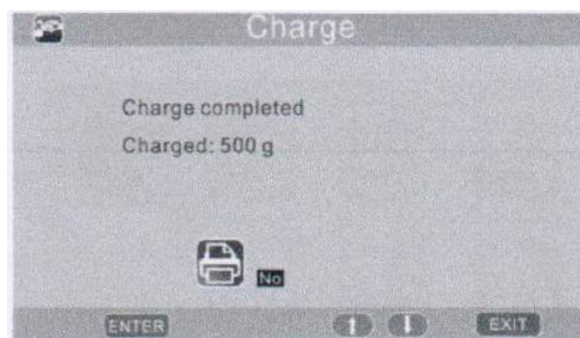 Charge
Charge completed
Charged: 500 g
No
ENTER
EXIT